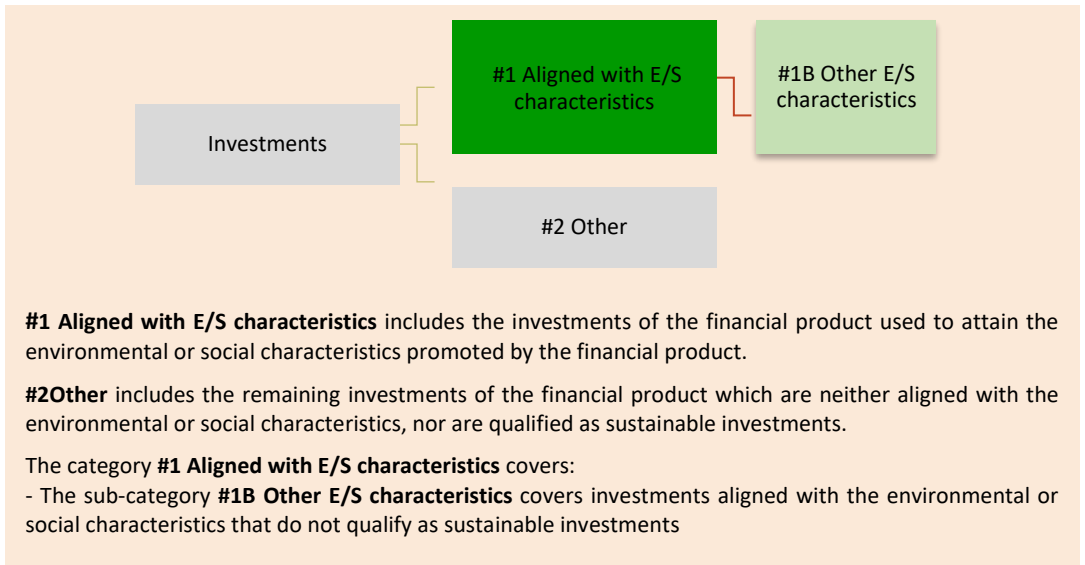 #1 Aligned with E/S
characteristics
#1B Other E/S
characteristics
Investments
#2 Other
#1 Aligned with E/S characteristics includes the investments of the financial product used to attain the
environmental or social characteristics promoted by the financial product.
#2Other includes the remaining investments of the financial product which are neither aligned with the
environmental or social characteristics, nor are qualified as sustainable investments.
The category #1 Aligned with E/S characteristics covers:
- The sub-category #1B Other E/S characteristics covers investments aligned with the environmental or
social characteristics that do not qualify as sustainable investments